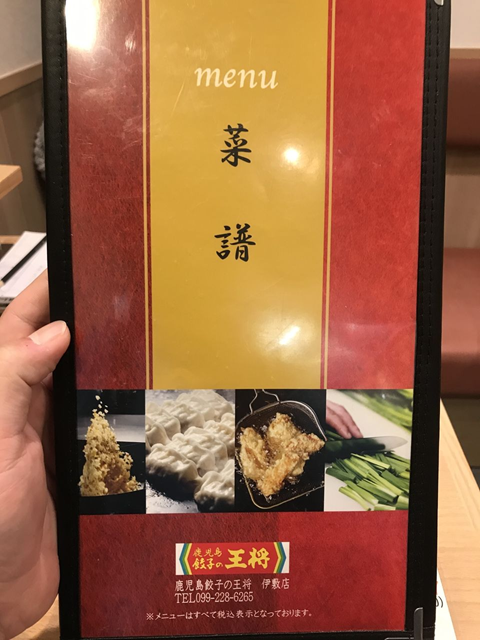 menu
菜
譜
鹿児島
餃子の王将
鹿児島餃子の王将 伊敷店
TEL099-228-6265
※メニューはすべて税込表示となっております。